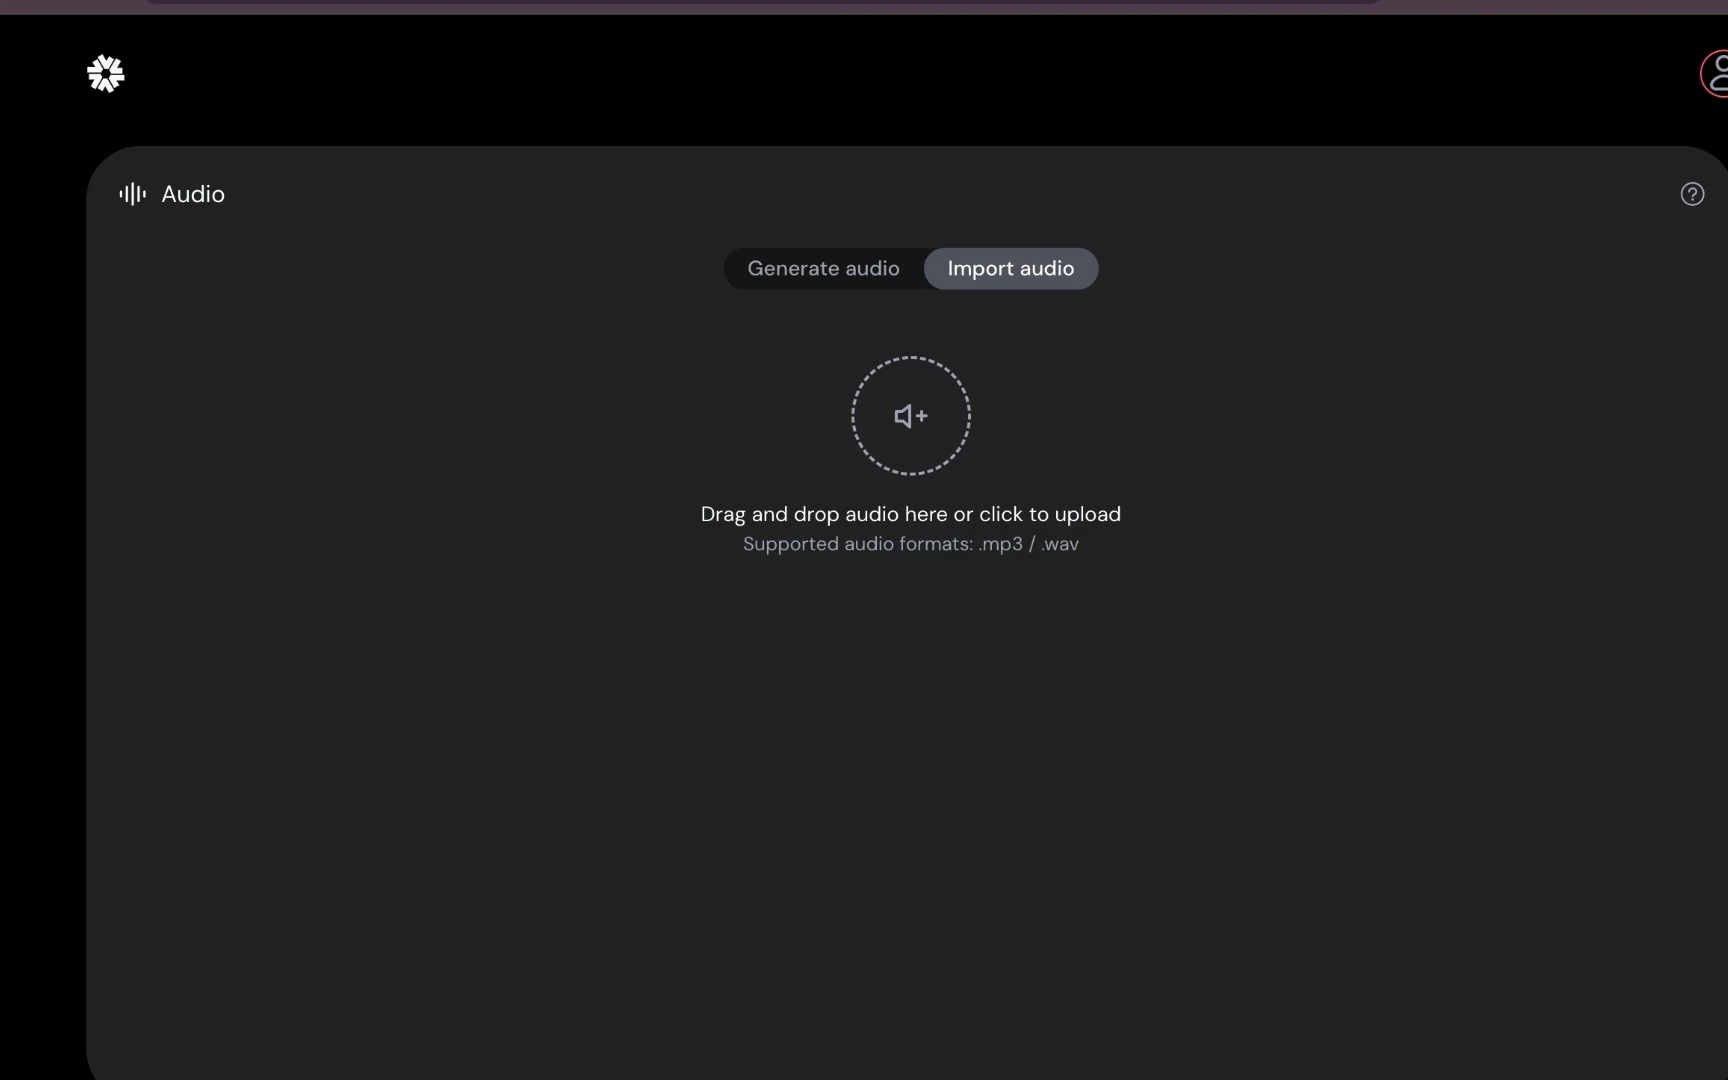 Audio
Generate audio
Import audio
Drag and drop audio here or click to upload
Supported audio formats: .mp3 / .wav